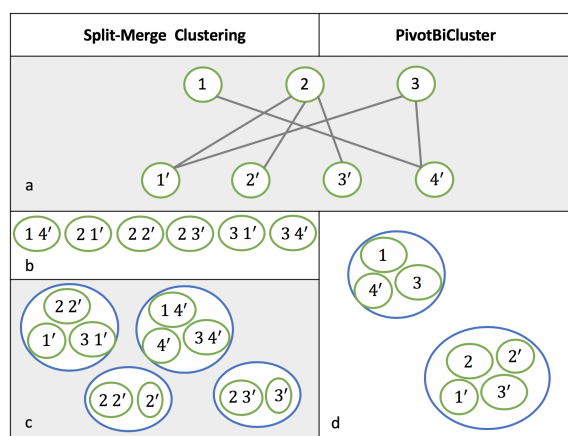 Split-Merge Clustering PivotBiCluster
1 2 3
1′ 2′ 3′ 4′
a
1 4′ 2 1′ 2 2′ 2 3′ 3 1′ 3 4′
b
2 2′
1′ 3 1′
1 4′
4′ 3 4′
2 2′ 2′
2 3′ 3′
c
1
4′ 3
2 2′
1′ 3′
d